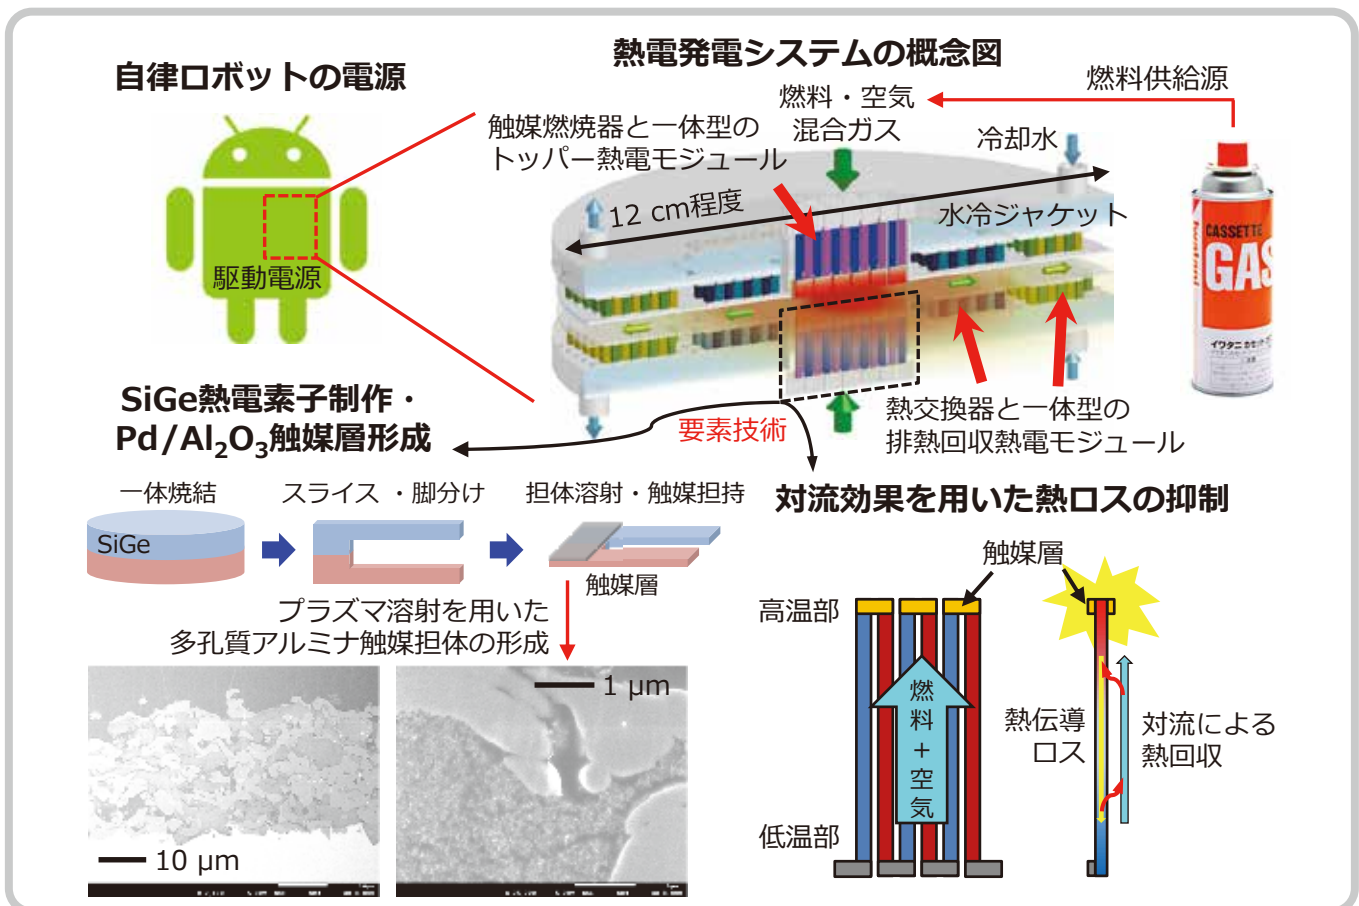 自律ロボットの電源
駆動電源
熱電発電システムの概念図
燃料・空気
混合ガス
燃料供給源
触媒燃焼器と一体型の
トッパー熱電モジュール
冷却水
12 cm程度
水冷ジャケット
CASSETTE
GAS
Iwatani
熱交換器と一体型の
排熱回収熱電モジュール
要素技術
SiGe熱電素子制作・
Pd/Al2O3触媒層形成
一体焼結
スライス ・脚分け
担体溶射・触媒担持
SiGe
触媒層
プラズマ溶射を用いた
多孔質アルミナ触媒担体の形成
10 μm
1 μm
対流効果を用いた熱ロスの抑制
触媒層
高温部
燃料+空気
低温部
熱伝導
ロス
対流による
熱回収